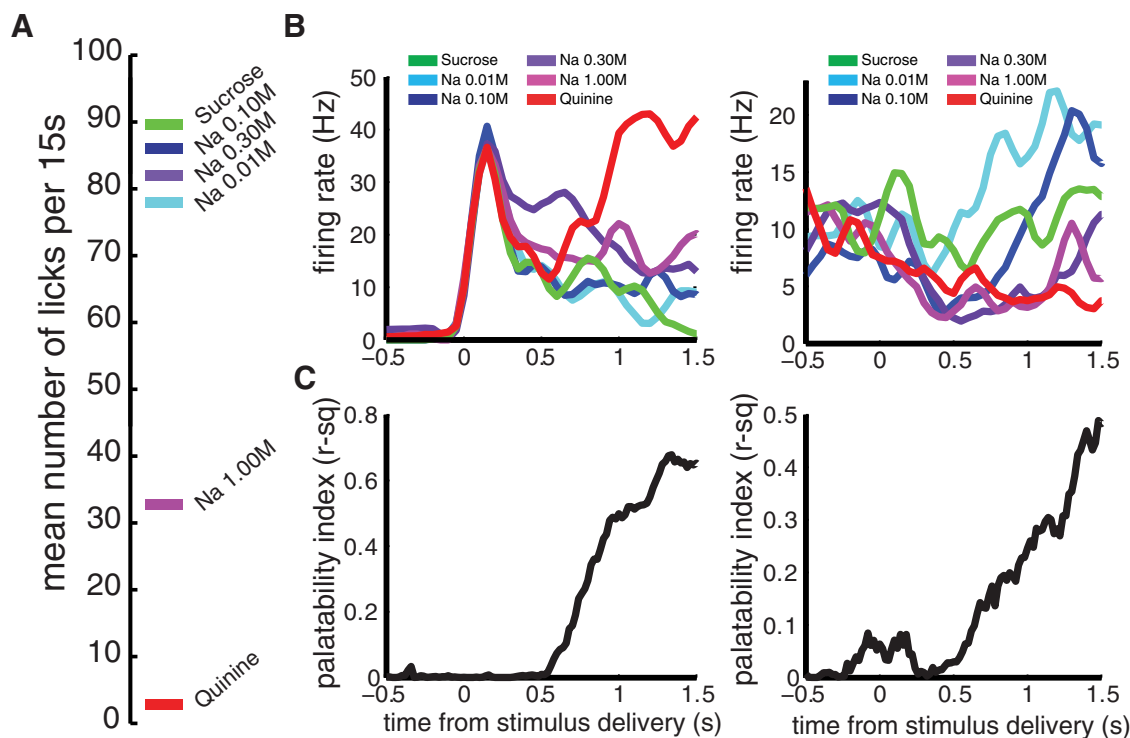 A
mean number of licks per 15s
100
90
80
70
60
50
40
30
20
10
0
Sucrose
Na 0.10M
Na 0.30M
Na 0.01M
Na 1.00M
Quinine
B
Sucrose
Na 0.01M
Na 0.10M
Na 0.30M
Na 1.00M
Quinine
firing rate (Hz)
50
40
30
20
10
0
−0.5 0 0.5 1 1.5
Sucrose
Na 0.01M
Na 0.10M
Na 0.30M
Na 1.00M
Quinine
firing rate (Hz)
20
15
10
5
0
−0.5 0 0.5 1 1.5
C
palatability index (r-sq)
0.8
0.6
0.4
0.2
0
−0.5 0 0.5 1 1.5
time from stimulus delivery (s)
palatability index (r-sq)
0.5
0.4
0.3
0.2
0.1
0
−0.5 0 0.5 1 1.5
time from stimulus delivery (s)